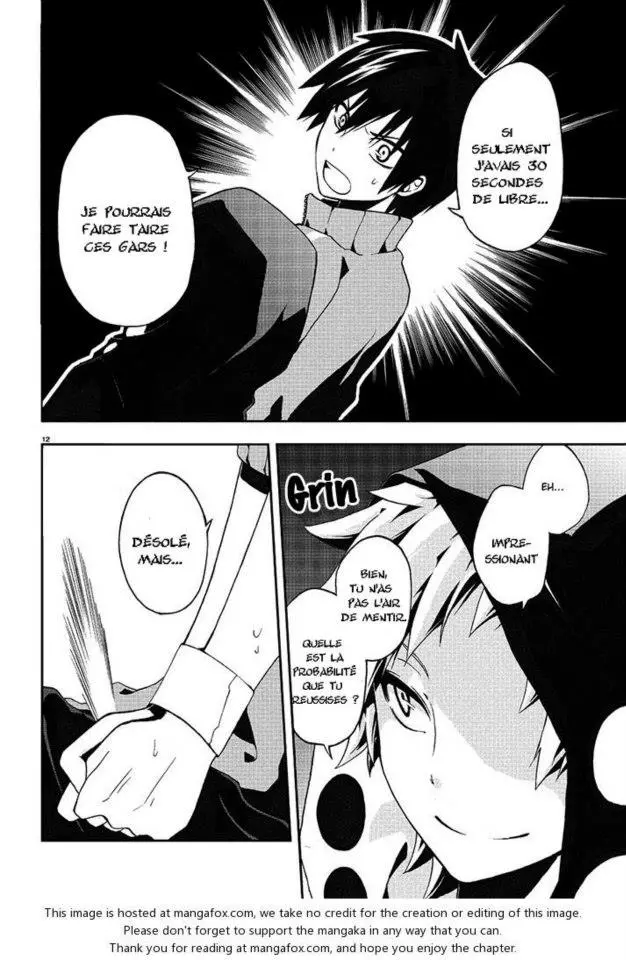 SI
SEULEMENT
J'AVAIS 30
SECONDES
DE LIBRE...
JE POURRAIS
FAIRE TAIRE
CES GARS !
12
EH...
IMPRE-
SSIONANT
Grin
BIEN,
TU N'AS
PAS L'AIR
DE MENTIR.
QUELLE
EST LA
PROBABILITÉ
QUE TU
REUSSISES ?
DÉSOLÉ,
MAIS...
This image is hosted at mangafox.com, we take no credit for the creation or editing of this image.
Please don't forget to support the mangaka in any way that you can.
Thank you for reading at mangafox.com, and hope you enjoy the chapter.